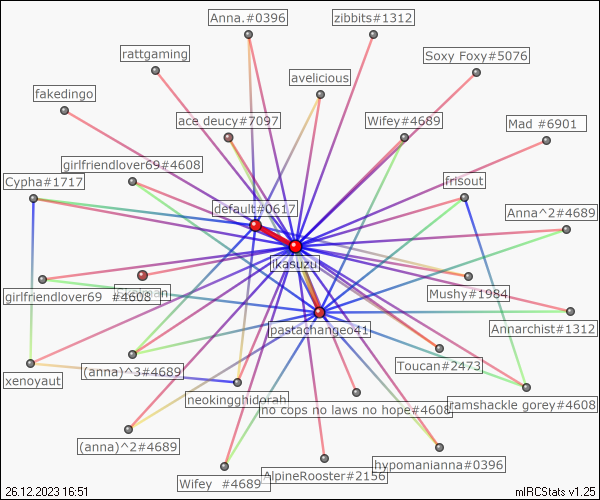 Anna.#0396
zibbits#1312
rattgaming
Soxy Foxy#5076
avelicious
fakedingo
ace deucy#7097
Wifey#4689
Mad #6901
girlfriendlover69#4608
Cypha#1717
frisout
default#0617
Anna^2#4689
ikasuzu
girlfriendlover69 #4608
Mushy#1984
Annarchist#1312
pastachangeo41
Toucan#2473
xenoyaut
(anna)^3#4689
neokingghidorah
no cops no laws no hope#4608
ramshackle gorey#4608
(anna)^2#4689
hypomanianna#0396
AlpineRooster#2156
Wifey #4689
26.12.2023 16:51
mIRCStats v1.25